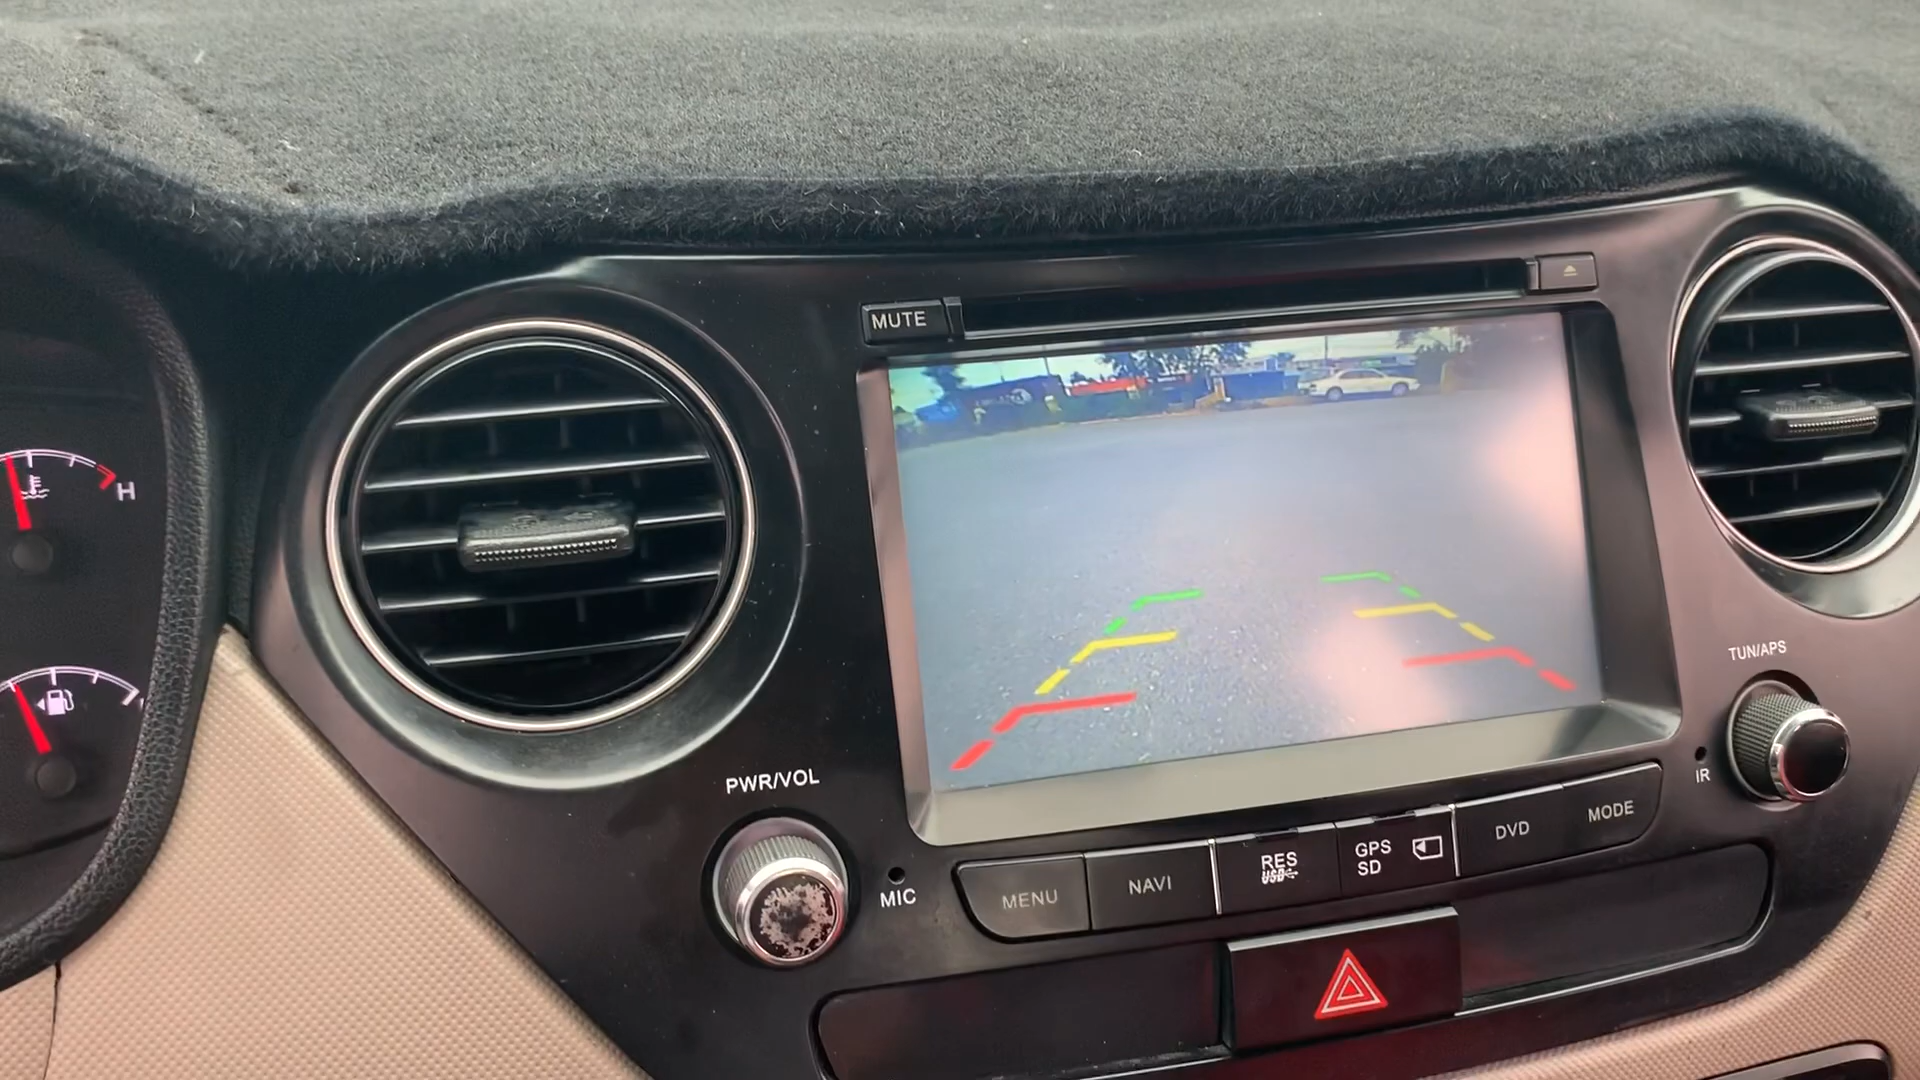 MUTE
H
TUN/APS
PWR/VOL
IR
MIC
MENU
NAVI
RES
USB
GPS
SD
DVD
MODE